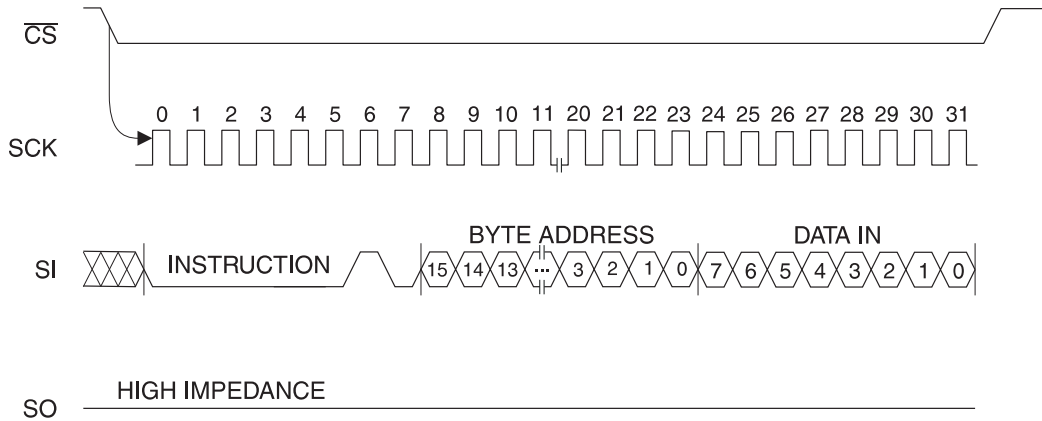 CS
0 1 2 3 4 5 6 7 8 9 10 11 20 21 22 23 24 25 26 27 28 29 30 31
SCK
BYTE ADDRESS DATA IN
SI INSTRUCTION 15 14 13 ... 3 2 1 0 7 6 5 4 3 2 1 0
HIGH IMPEDANCE
SO